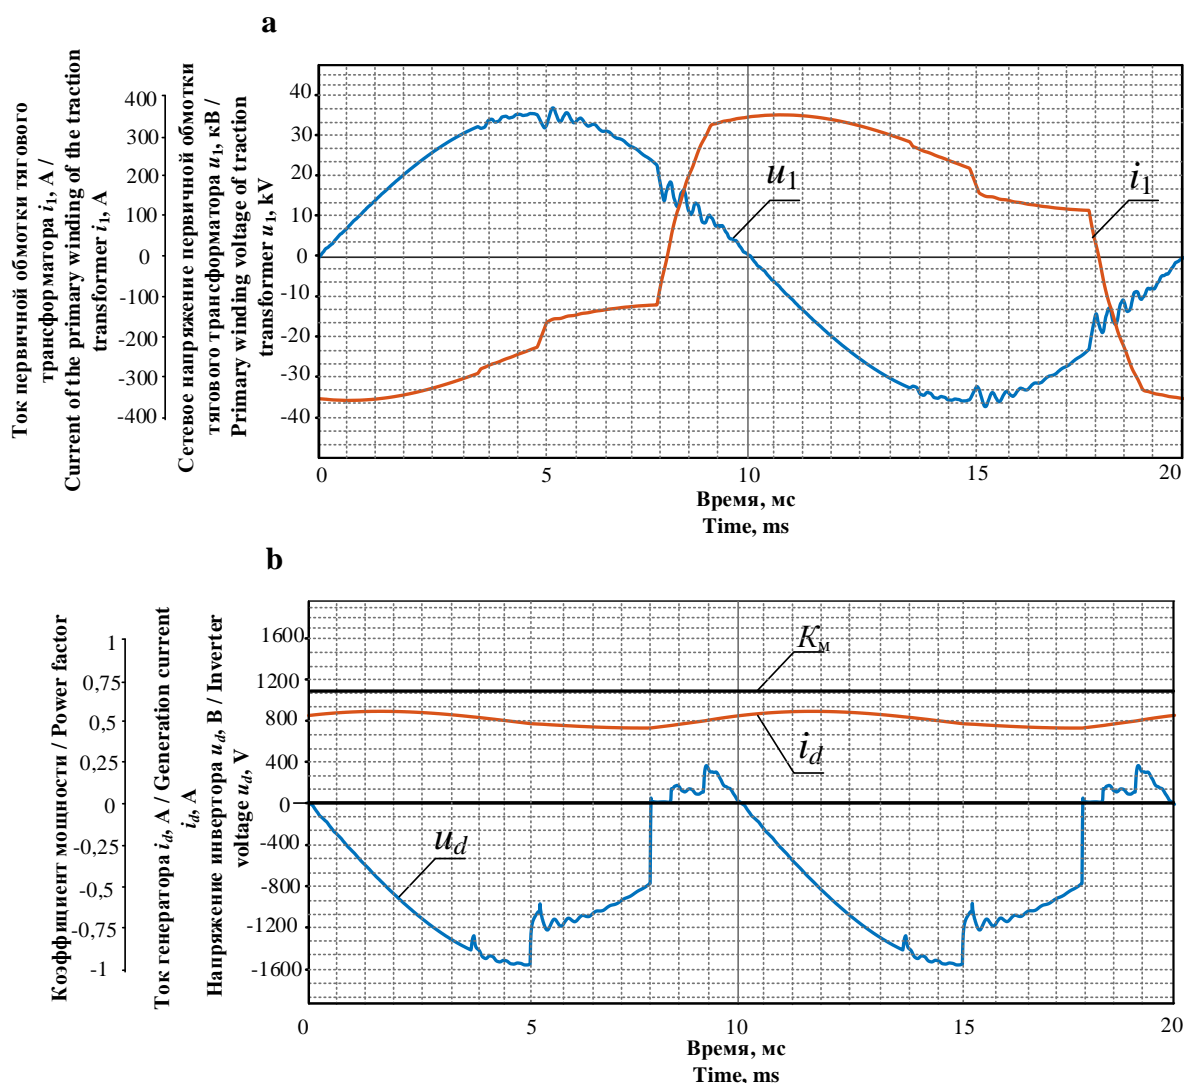 a
Ток первичной обмотки тягового
трансформатора i1, А /
Current of the primary winding of the traction
transformer i1, A
400
300
200
100
0
-100
-200
-300
-400
Сетевое напряжение первичной обмотки
тягового трансформатора u1, кВ /
Primary winding voltage of traction
transformer u1, kV
40
30
20
10
0
-10
-20
-30
-40
u1
i1
0
5
10
15
20
Время, мс
Time, ms
b
Коэффициент мощности / Power factor
1
0,75
0,5
0,25
0
-0,25
-0,5
-0,75
-1
Ток генератора id, А / Generation current
id, A
Напряжение инвертора ud, В / Inverter
voltage ud, V
1600
1200
800
400
0
-400
-800
-1200
-1600
Kм
id
ud
0
5
10
15
20
Время, мс
Time, ms